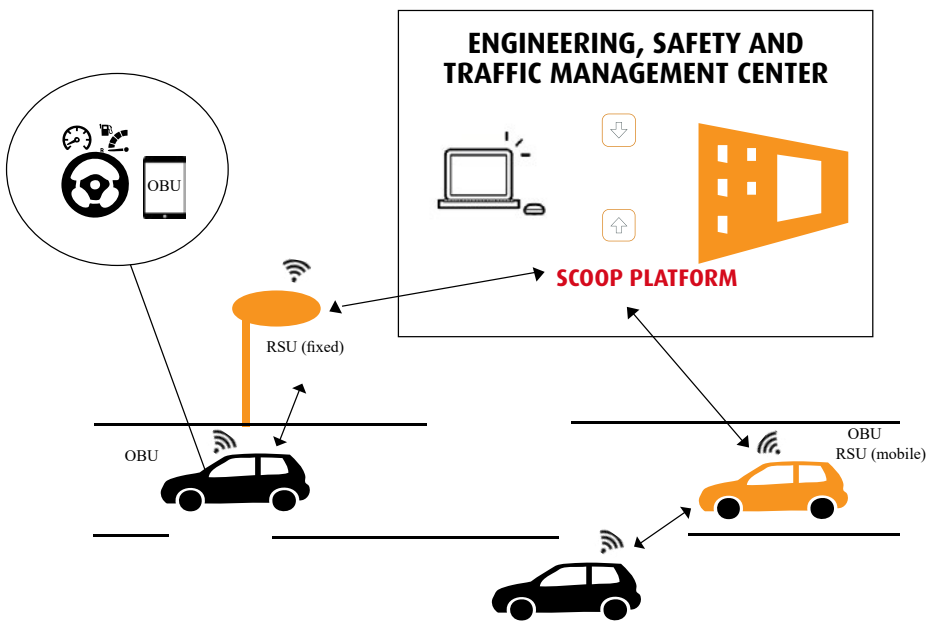 ENGINEERING, SAFETY AND
TRAFFIC MANAGEMENT CENTER
OBU
SCOOP PLATFORM
RSU (fixed)
OBU
OBU
RSU (mobile)